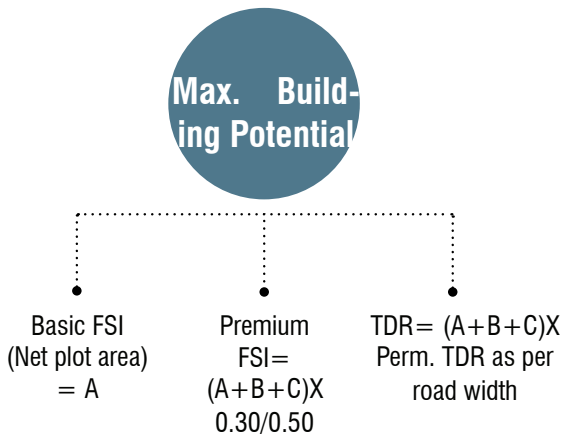 Max. Build-
ing Potential
Basic FSI
(Net plot area)
= A
Premium
FSI=
(A+B+C)X
0.30/0.50
TDR= (A+B+C)X
Perm. TDR as per
road width